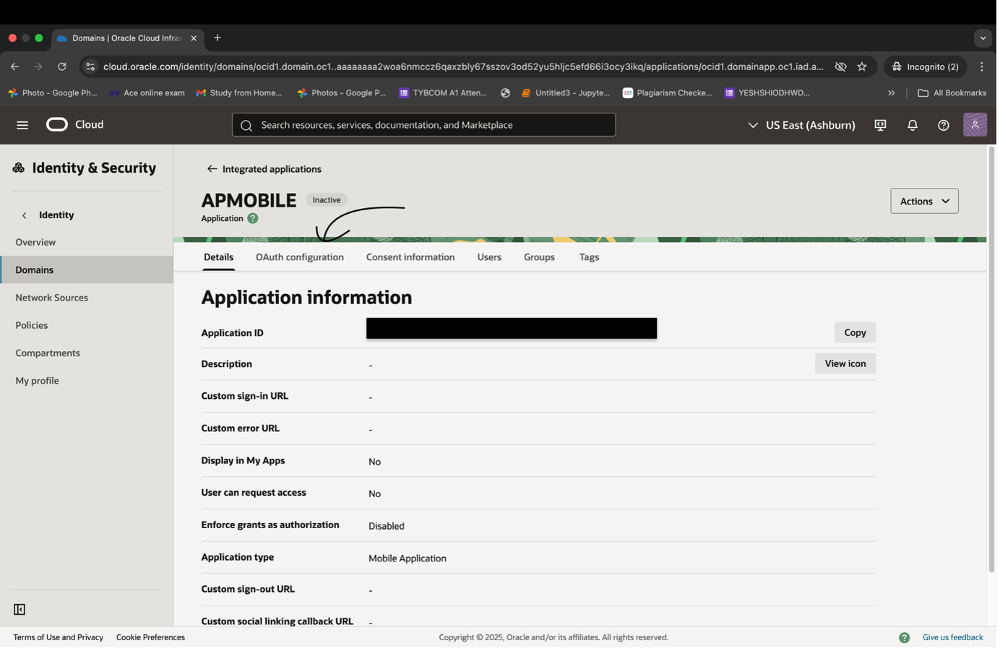 Domains | Oracle Cloud Infras
cloud.oracle.com/identity/domains/ocid1.domain.oc1..aaaaaaaa2woa6nmccz6qaxzbly67sszov3od52yu5hljc5efd66i3ocy3ikq/applications/ocid1.domainapp.oc1.iad.a...
Incognito (2)
Photo - Google Ph...
Ace online exam
Study from Home...
Photos - Google P...
TYBCOM A1 Atten...
Untitled3 - Jupyte...
SST
Plagiarism Checke...
YESHSHIODHWD...
All Bookmarks
Cloud
Search resources, services, documentation, and Marketplace
US East (Ashburn)
Identity & Security
Identity
Overview
Domains
Network Sources
Policies
Compartments
My profile
Integrated applications
APMOBILE
Inactive
Application ?
Actions
Details
OAuth configuration
Consent information
Users
Groups
Tags
Application information
Application ID
Copy
Description -
View icon
Custom sign-in URL -
Custom error URL -
Display in My Apps No
User can request access No
Enforce grants as authorization Disabled
Application type Mobile Application
Custom sign-out URL -
Custom social linking callback URL -
Terms of Use and Privacy
Cookie Preferences
Copyright © 2025, Oracle and/or its affiliates. All rights reserved.
? Give us feedback